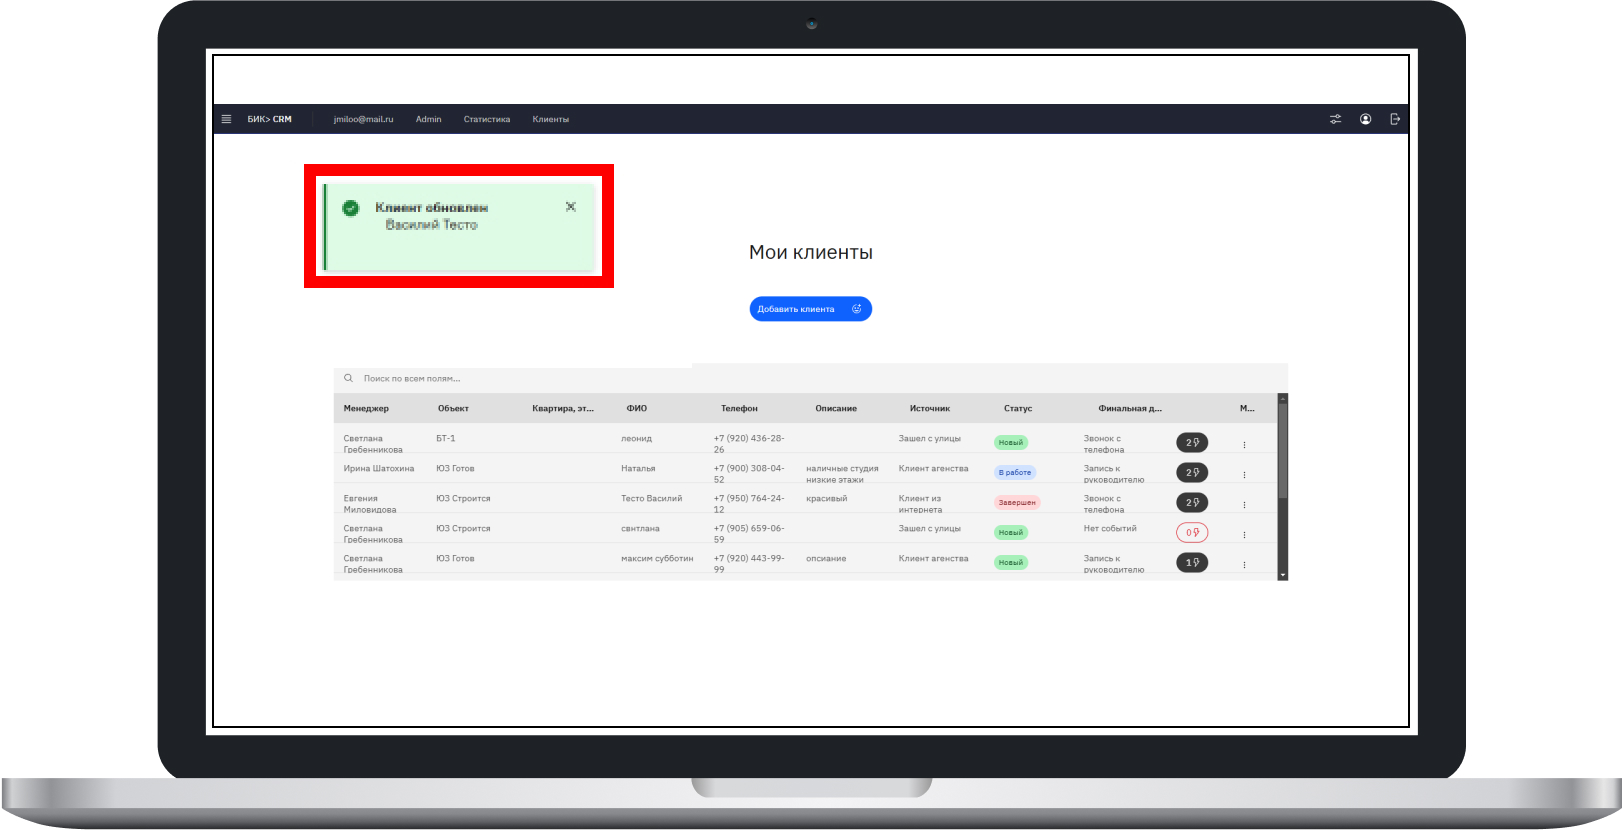 БИК> CRM jmiloo@mail.ru Admin Статистика Клиенты
Клиент обновлен
Василий Тесто
Мои клиенты
Добавить клиента
Поиск по всем полям...
Менеджер Объект Квартира, эт... ФИО Телефон Описание Источник Статус Финальная д... М...
Светлана БТ-1 леонид +7 (920) 436-28- Зашел с улицы Новый Звонок с 2
Гребенникова 26 телефона
Ирина Шатохина ЮЗ Готов Наталья +7 (900) 308-04- наличные студия Клиент агенства В работе Запись к 2
52 низкие этажи руководителю
Евгения ЮЗ Строится Тесто Василий +7 (950) 764-24- красивый Клиент из Завершен Звонок с 2
Миловидова 12 интернета телефона
Светлана ЮЗ Строится свнтлана +7 (905) 659-06- Зашел с улицы Новый Нет событий 0
Гребенникова 59
Светлана ЮЗ Готов максим субботин +7 (920) 443-99- опсиание Клиент агенства Новый Запись к 1
Гребенникова 99 руководителю